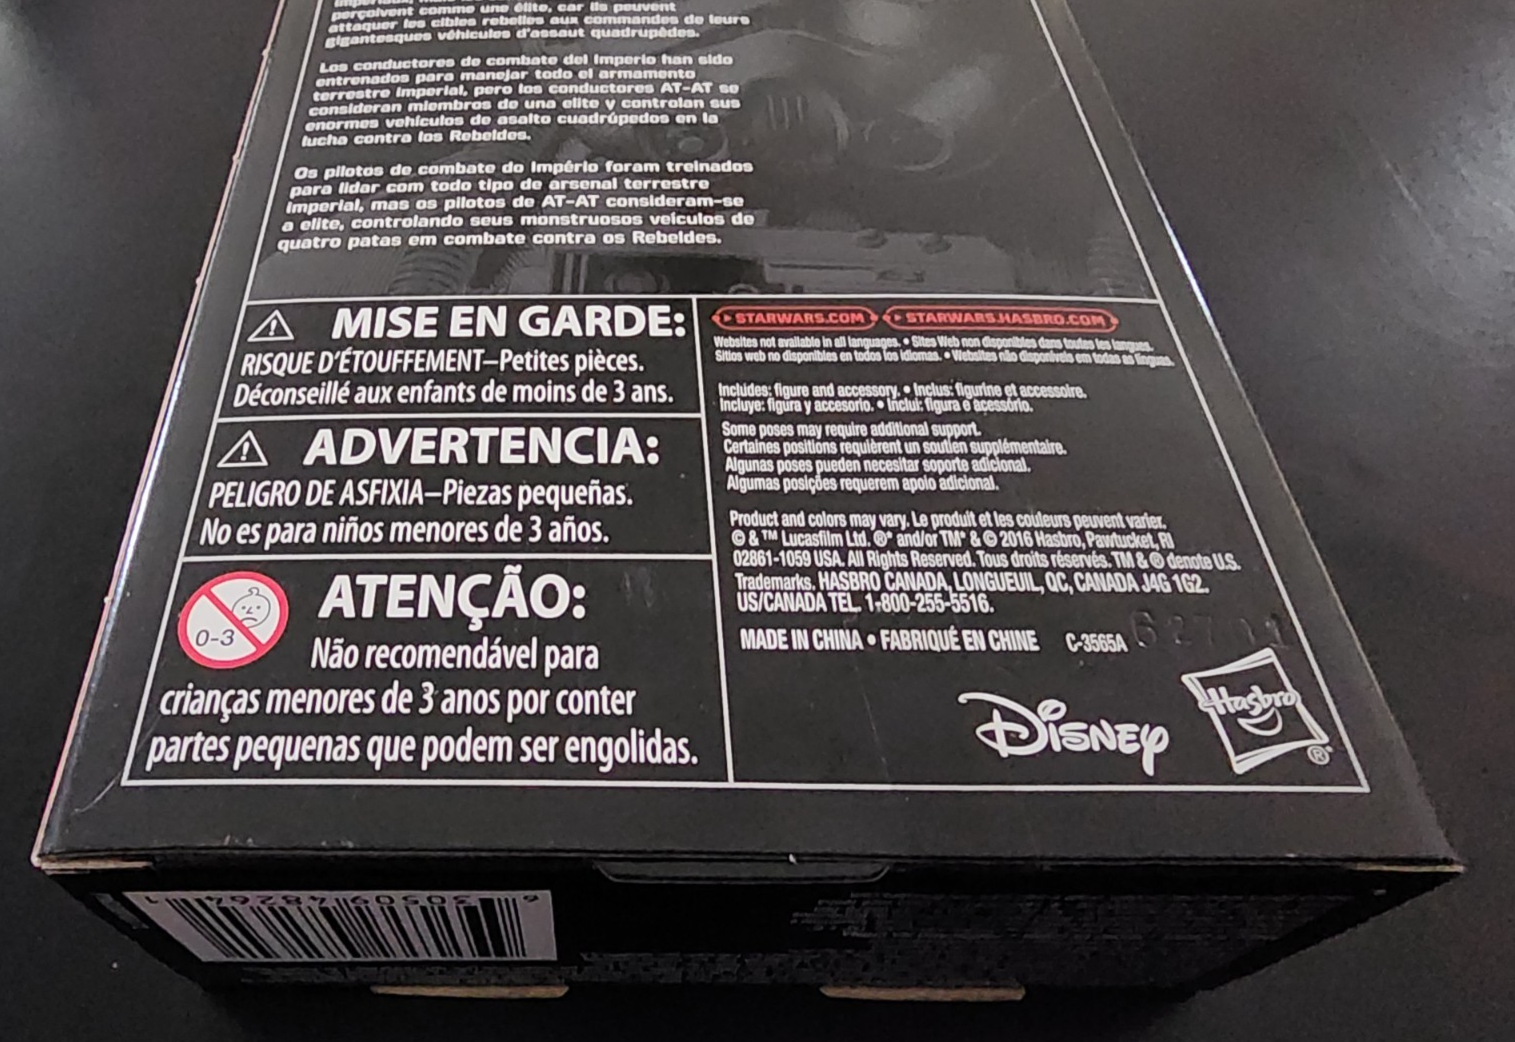 perçoivent comme une élite, car ils peuvent
attaquer les cibles rebelles aux commandes de leurs
gigantesques véhicules d'assaut quadrupèdes.
Los conductores de combate del Imperio han sido
entrenados para manejar todo el armamento
terrestre imperial, pero los conductores AT-AT se
consideran miembros de una elite y controlan sus
enormes vehículos de asalto cuadrúpedos en la
lucha contra los Rebeldes.
Os pilotos de combate do Império foram treinados
para lidar com todo tipo de arsenal terrestre
imperial, mas os pilotos de AT-AT consideram-se
a elite, controlando seus monstruosos veículos de
quatro patas em combate contra os Rebeldes.
MISE EN GARDE:
RISQUE D'ÉTOUFFEMENT–Petites pièces.
Déconseillé aux enfants de moins de 3 ans.
ADVERTENCIA:
PELIGRO DE ASFIXIA–Piezas pequeñas.
No es para niños menores de 3 años.
0-3
ATENÇÃO:
Não recomendável para
crianças menores de 3 anos por conter
partes pequenas que podem ser engolidas.
STARWARS.COM STARWARS.HASBRO.COM
Websites not available in all languages. • Sites Web non disponibles dans toutes les langues.
Sitios web no disponibles en todos los idiomas. • Websites não disponíveis em todas as línguas.
Includes: figure and accessory. • Inclus: figurine et accessoire.
Incluye: figura y accesorio. • Inclui: figura e acessório.
Some poses may require additional support.
Certaines positions requièrent un soutien supplémentaire.
Algunas poses pueden necesitar soporte adicional.
Algumas posições requerem apoio adicional.
Product and colors may vary. Le produit et les couleurs peuvent varier.
© & ™ Lucasfilm Ltd. ®* and/or TM* & © 2016 Hasbro, Pawtucket, RI
02861-1059 USA. All Rights Reserved. Tous droits réservés. TM & ® denote U.S.
Trademarks. HASBRO CANADA, LONGUEUIL, QC, CANADA J4G 1G2.
US/CANADA TEL. 1-800-255-5516.
MADE IN CHINA • FABRIQUÉ EN CHINE C-3565A
Disney
Hasbro
®*
6 30509 44826 1